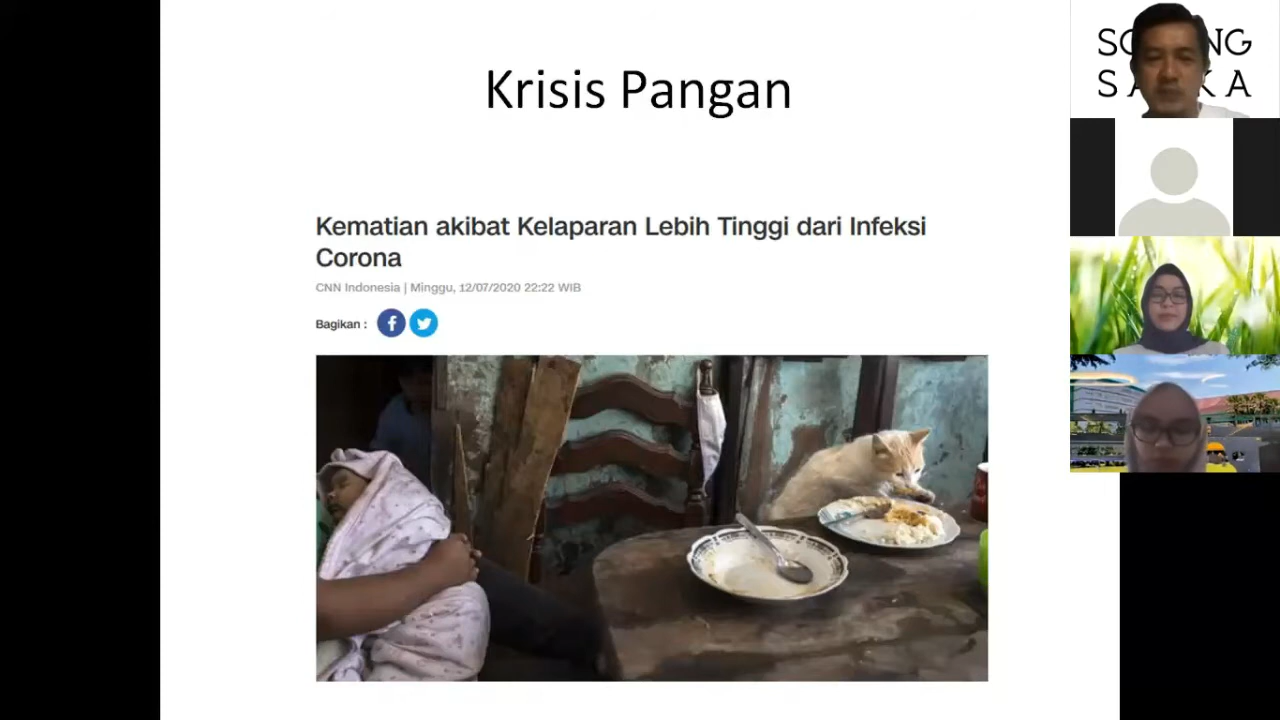 Krisis Pangan
Kematian akibat Kelaparan Lebih Tinggi dari Infeksi
Corona
CNN Indonesia | Minggu, 12/07/2020 22:22 WIB
Bagikan :